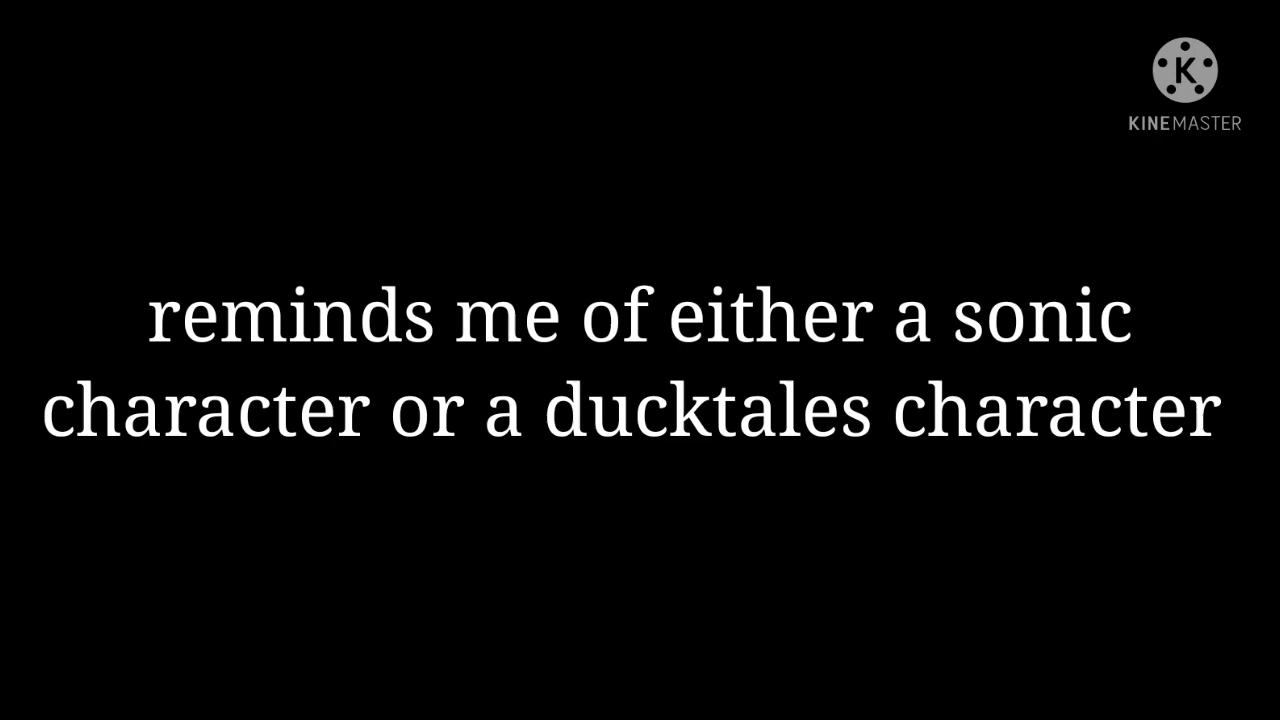 K
KINEMASTER
reminds me of either a sonic
character or a ducktales character